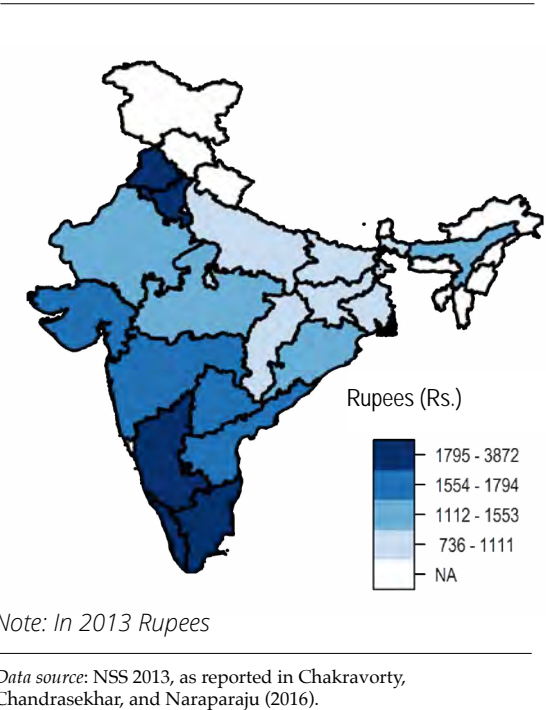 Rupees (Rs.)
1795 - 3872
1554 - 1794
1112 - 1553
736 - 1111
NA
Note: In 2013 Rupees
Data source: NSS 2013, as reported in Chakravorty,
Chandrasekhar, and Naraparaju (2016).